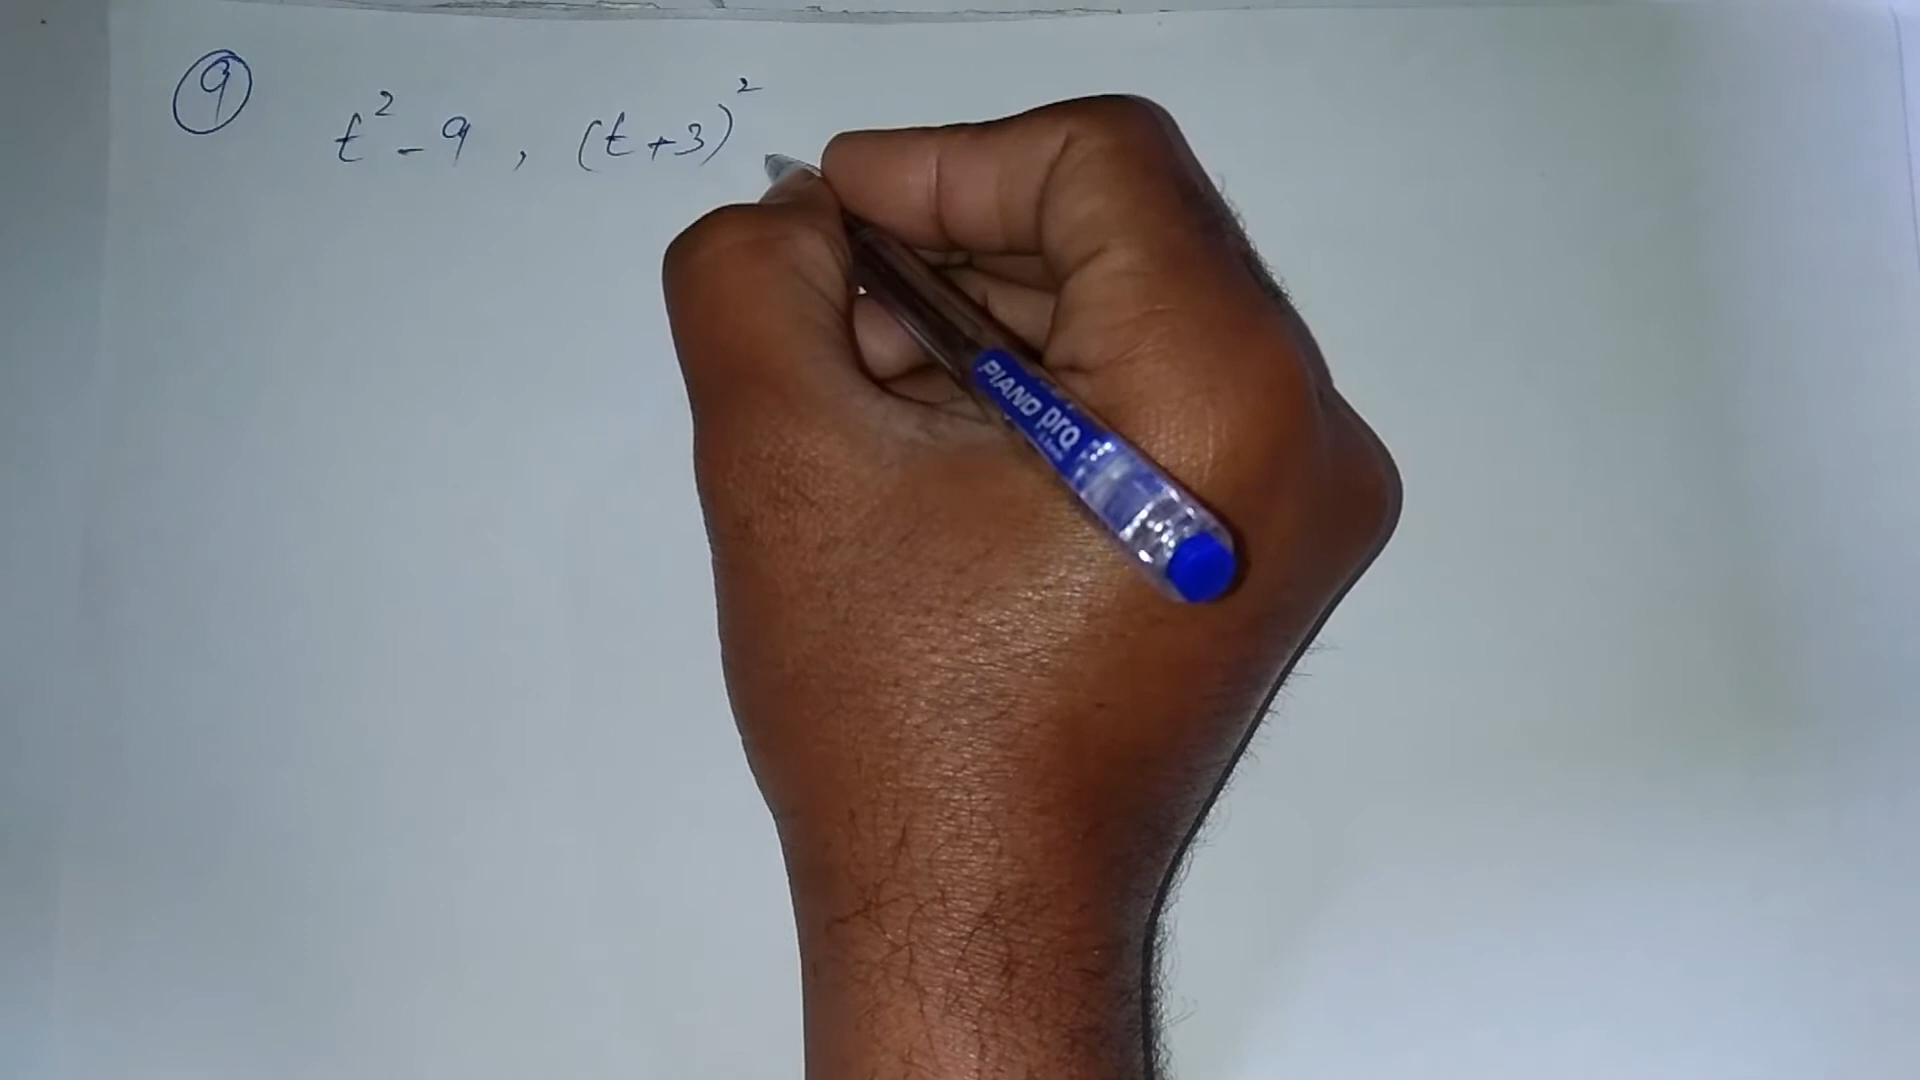 9 t² - 9 , (t+3)²
PIANO pro